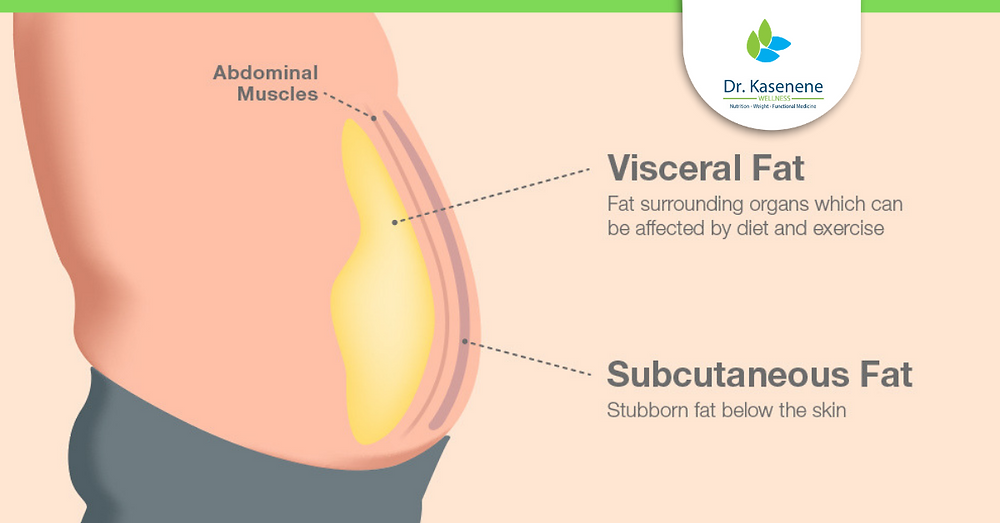 Abdominal
Muscles
Dr. Kasenene
WELLNESS
Nutrition - Weight - Functional Medicine
Visceral Fat
Fat surrounding organs which can
be affected by diet and exercise
Subcutaneous Fat
Stubborn fat below the skin